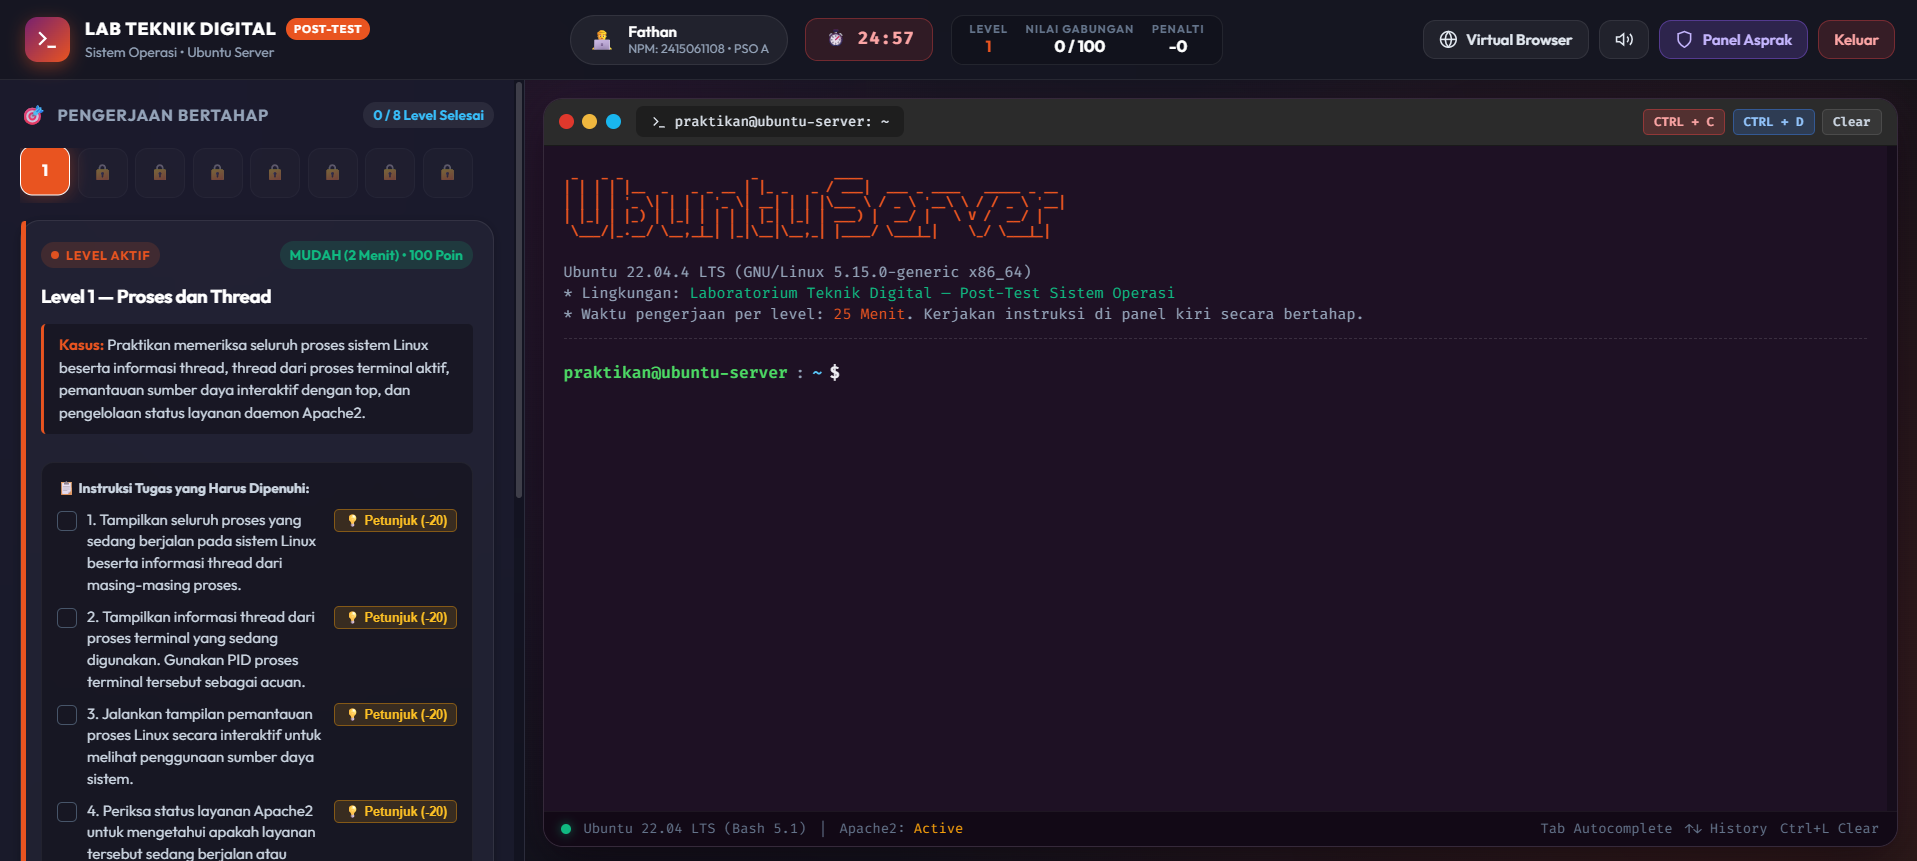 LAB TEKNIK DIGITAL POST-TEST
Sistem Operasi • Ubuntu Server
Fathan
NPM: 2415061108 • PSO A
24:57
LEVEL
1
NILAI GABUNGAN
0 / 100
PENALTI
-0
Virtual Browser
Panel Asprak
Keluar
PENGERJAAN BERTAHAP
0 / 8 Level Selesai
1
LEVEL AKTIF
MUDAH (2 Menit) • 100 Poin
Level 1 — Proses dan Thread
Kasus: Praktikan memeriksa seluruh proses sistem Linux
beserta informasi thread, thread dari proses terminal aktif,
pemantauan sumber daya interaktif dengan top, dan
pengelolaan status layanan daemon Apache2.
Instruksi Tugas yang Harus Dipenuhi:
1. Tampilkan seluruh proses yang
sedang berjalan pada sistem Linux
beserta informasi thread dari
masing-masing proses.
Petunjuk (-20)
2. Tampilkan informasi thread dari
proses terminal yang sedang
digunakan. Gunakan PID proses
terminal tersebut sebagai acuan.
Petunjuk (-20)
3. Jalankan tampilan pemantauan
proses Linux secara interaktif untuk
melihat penggunaan sumber daya
sistem.
Petunjuk (-20)
4. Periksa status layanan Apache2
untuk mengetahui apakah layanan
tersebut sedang berjalan atau
Petunjuk (-20)
>_ praktikan@ubuntu-server: ~
CTRL + C
CTRL + D
Clear
Ubuntu 22.04.4 LTS (GNU/Linux 5.15.0-generic x86_64)
* Lingkungan: Laboratorium Teknik Digital — Post-Test Sistem Operasi
* Waktu pengerjaan per level: 25 Menit. Kerjakan instruksi di panel kiri secara bertahap.
praktikan@ubuntu-server : ~ $
Ubuntu 22.04 LTS (Bash 5.1) | Apache2: Active
Tab Autocomplete ↑↓ History Ctrl+L Clear